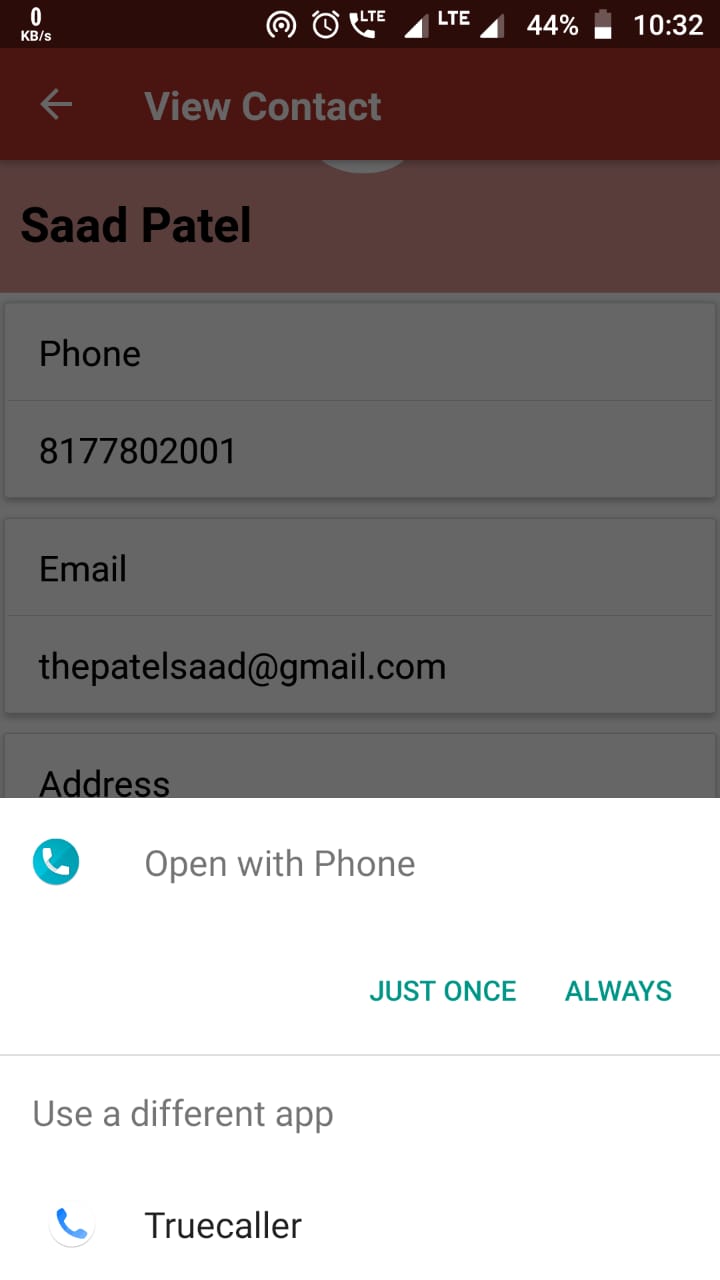 0
KB/s
LTE
LTE
44%
10:32
View Contact
Saad Patel
Phone
8177802001
Email
thepatelsaad@gmail.com
Address
Open with Phone
JUST ONCE
ALWAYS
Use a different app
Truecaller